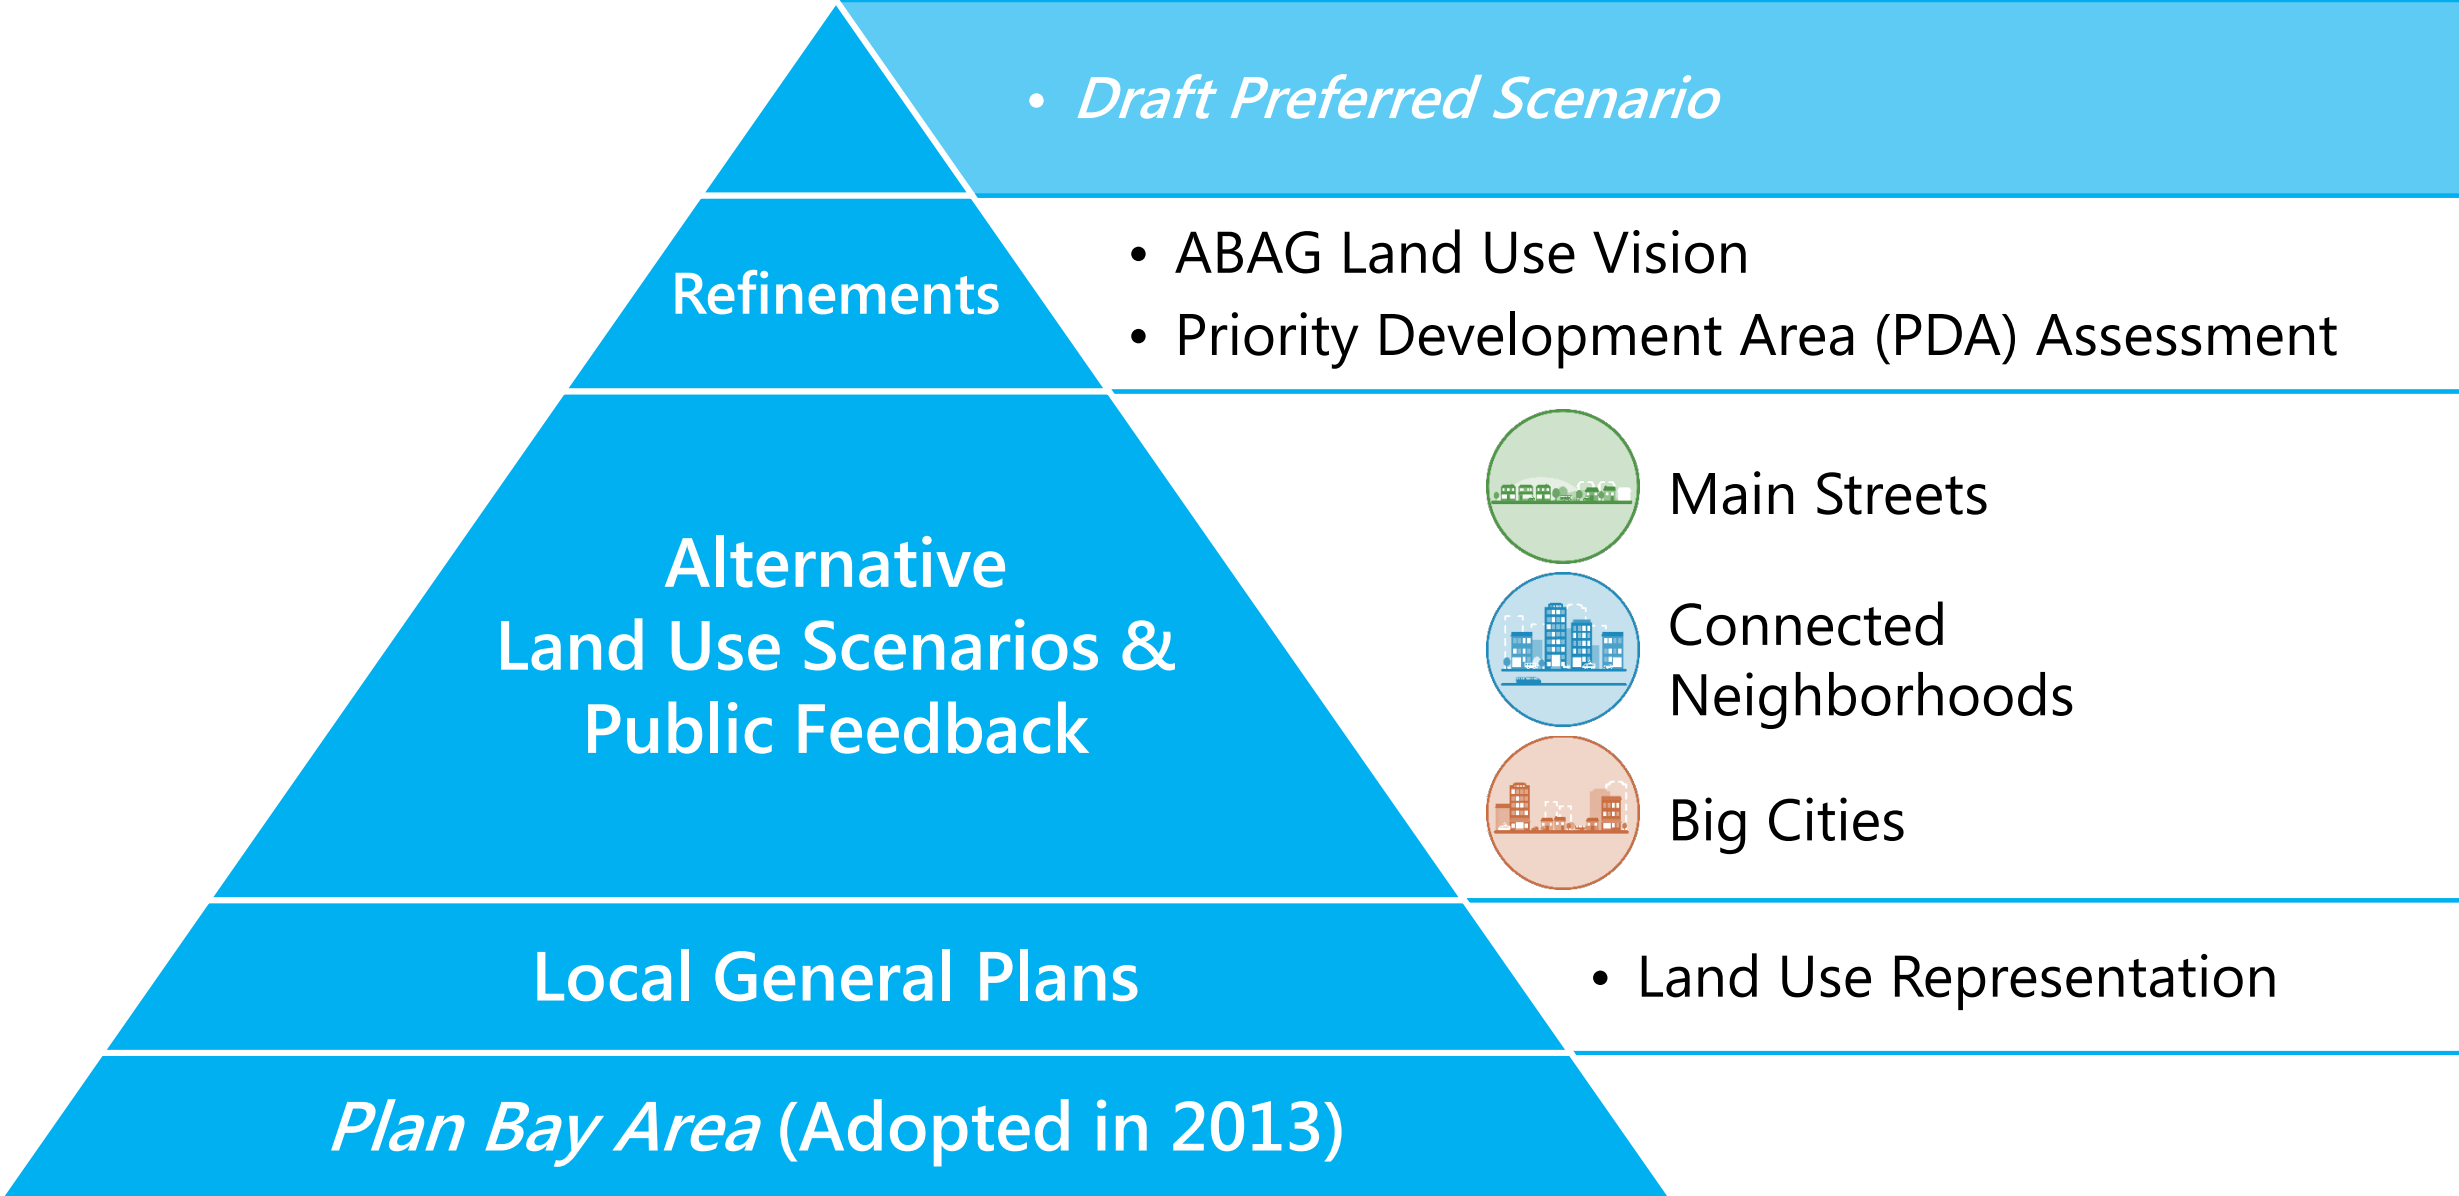 • Draft Preferred Scenario
Refinements
• ABAG Land Use Vision
• Priority Development Area (PDA) Assessment
Alternative
Land Use Scenarios &
Public Feedback
Main Streets
Connected
Neighborhoods
Big Cities
Local General Plans
• Land Use Representation
Plan Bay Area (Adopted in 2013)